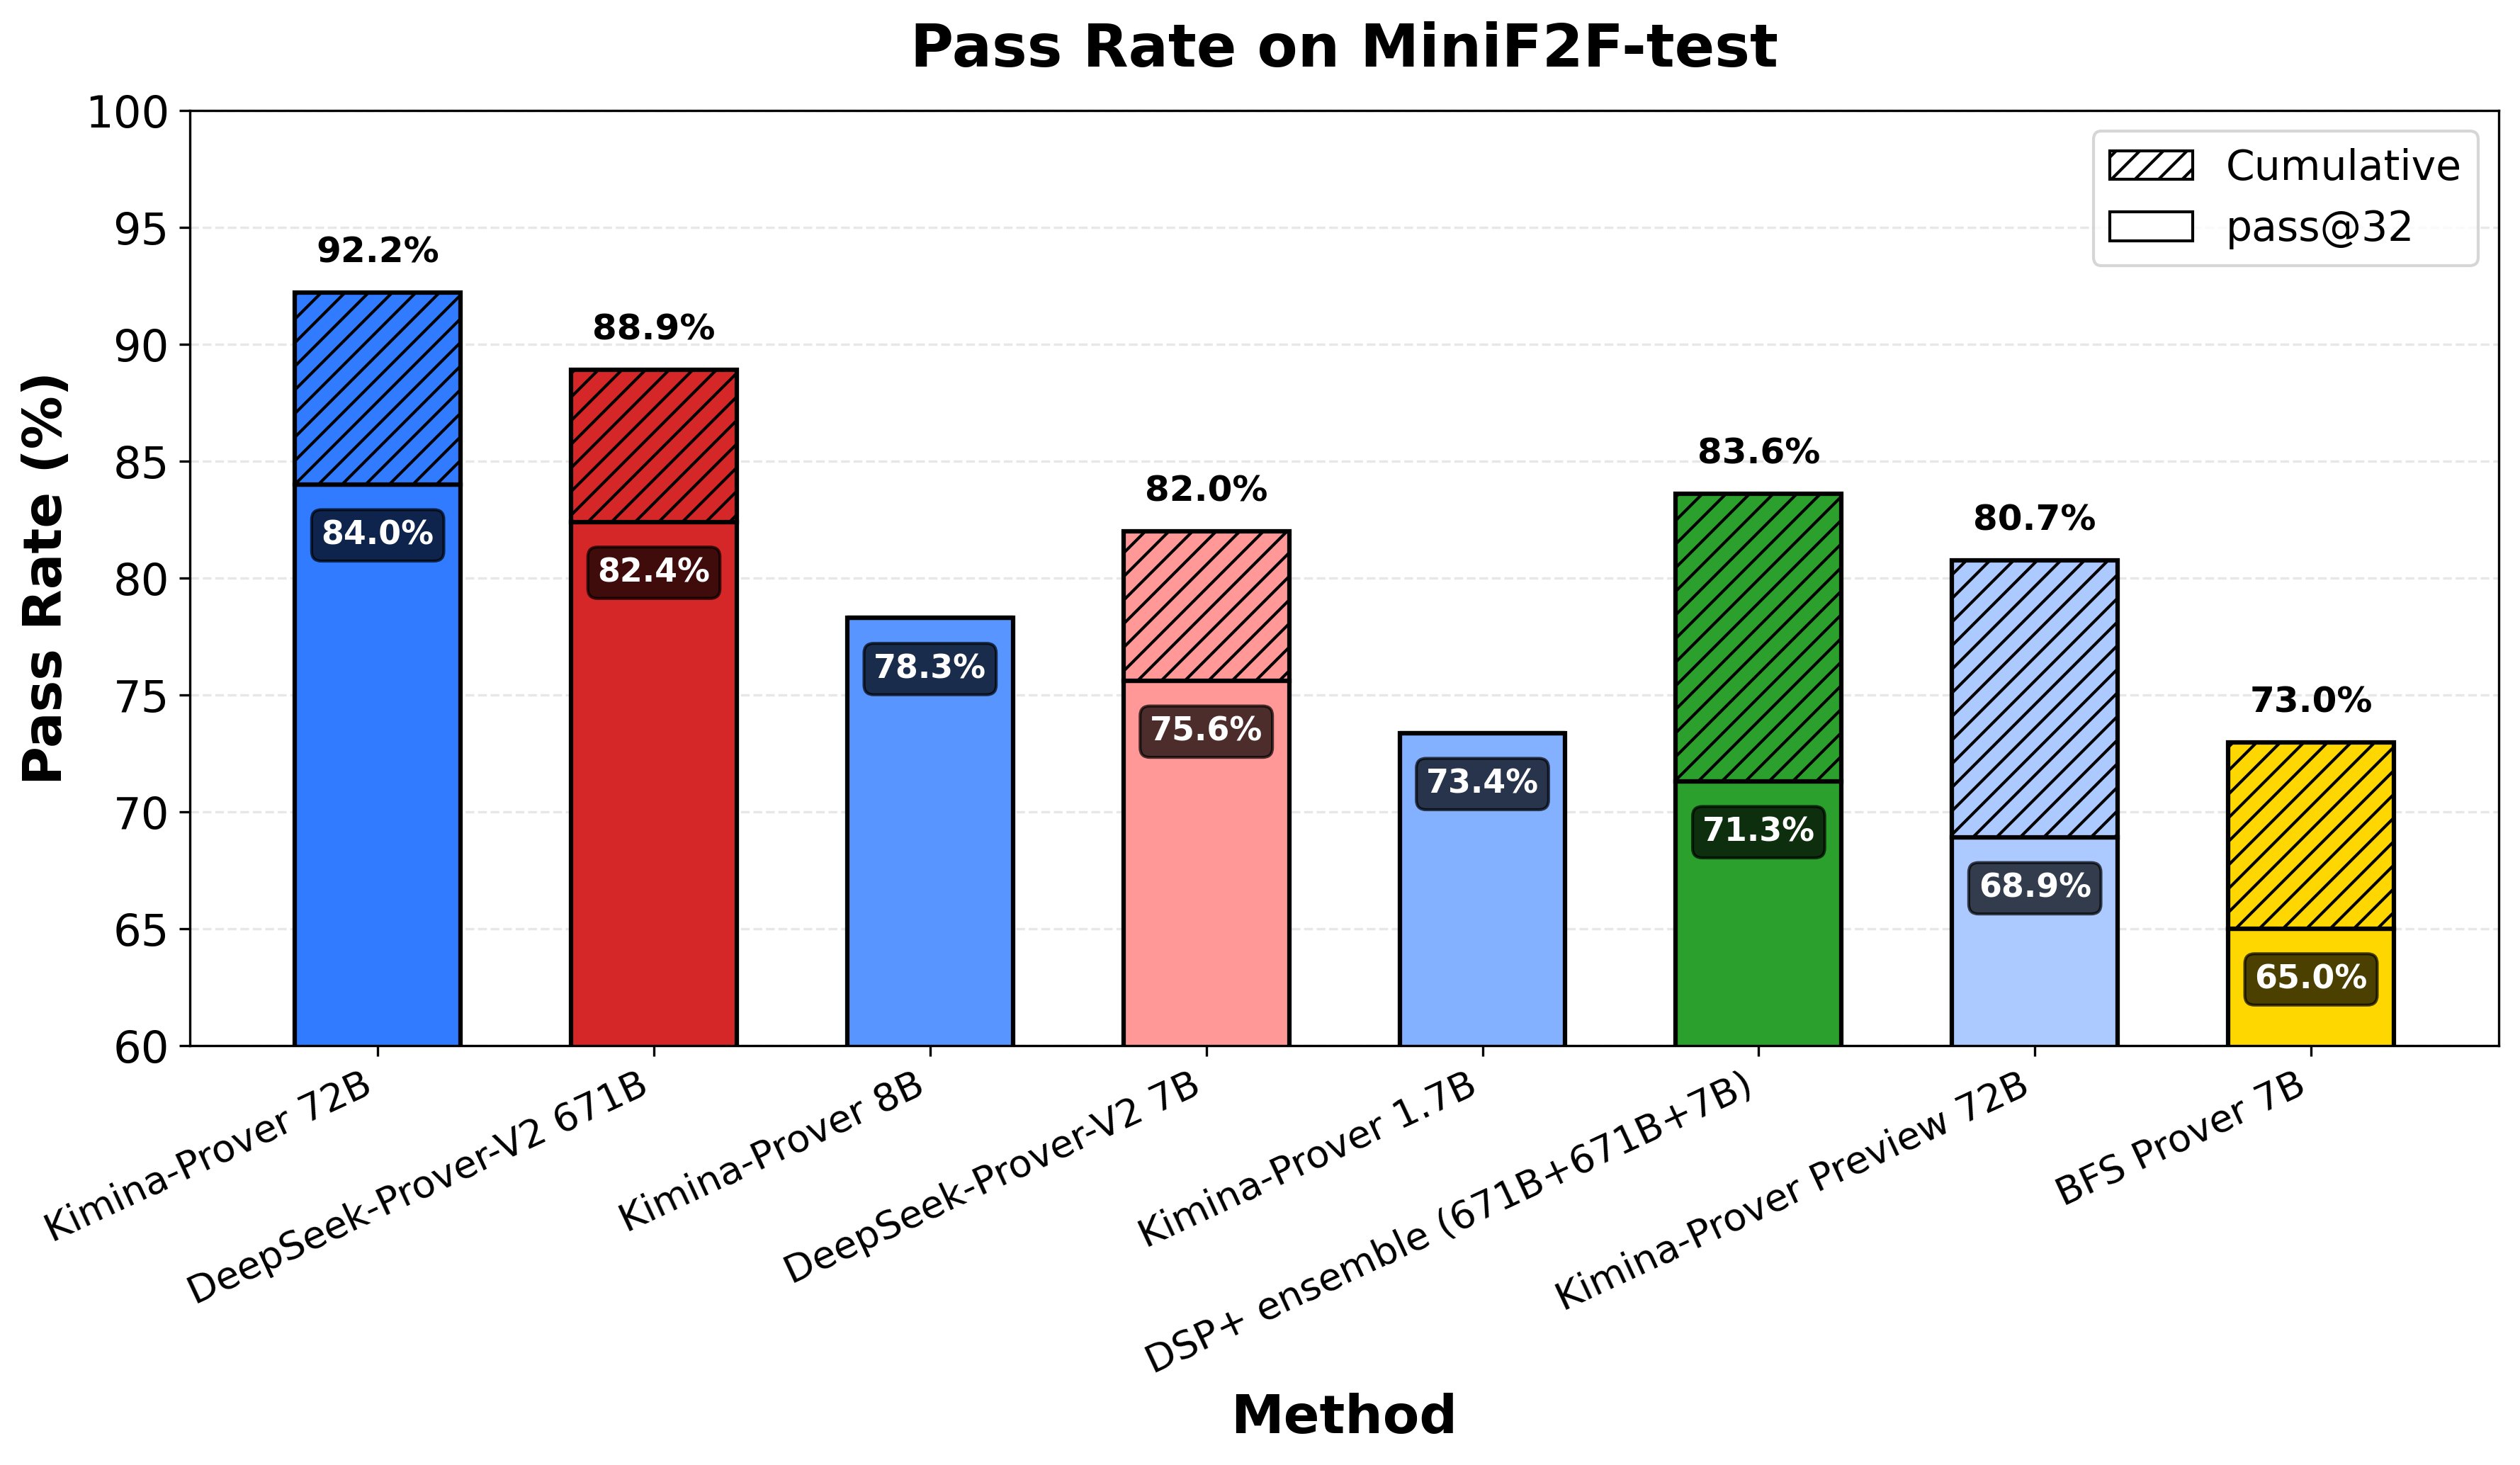 Pass Rate on MiniF2F-test
Cumulative
pass@32
Pass Rate (%)
100
95
90
85
80
75
70
65
60
92.2%
84.0%
88.9%
82.4%
78.3%
82.0%
75.6%
73.4%
83.6%
71.3%
80.7%
68.9%
73.0%
65.0%
Kimina-Prover 72B
DeepSeek-Prover-V2 671B
Kimina-Prover 8B
DeepSeek-Prover-V2 7B
Kimina-Prover 1.7B
DSP+ ensemble (671B+671B+7B)
Kimina-Prover Preview 72B
BFS Prover 7B
Method